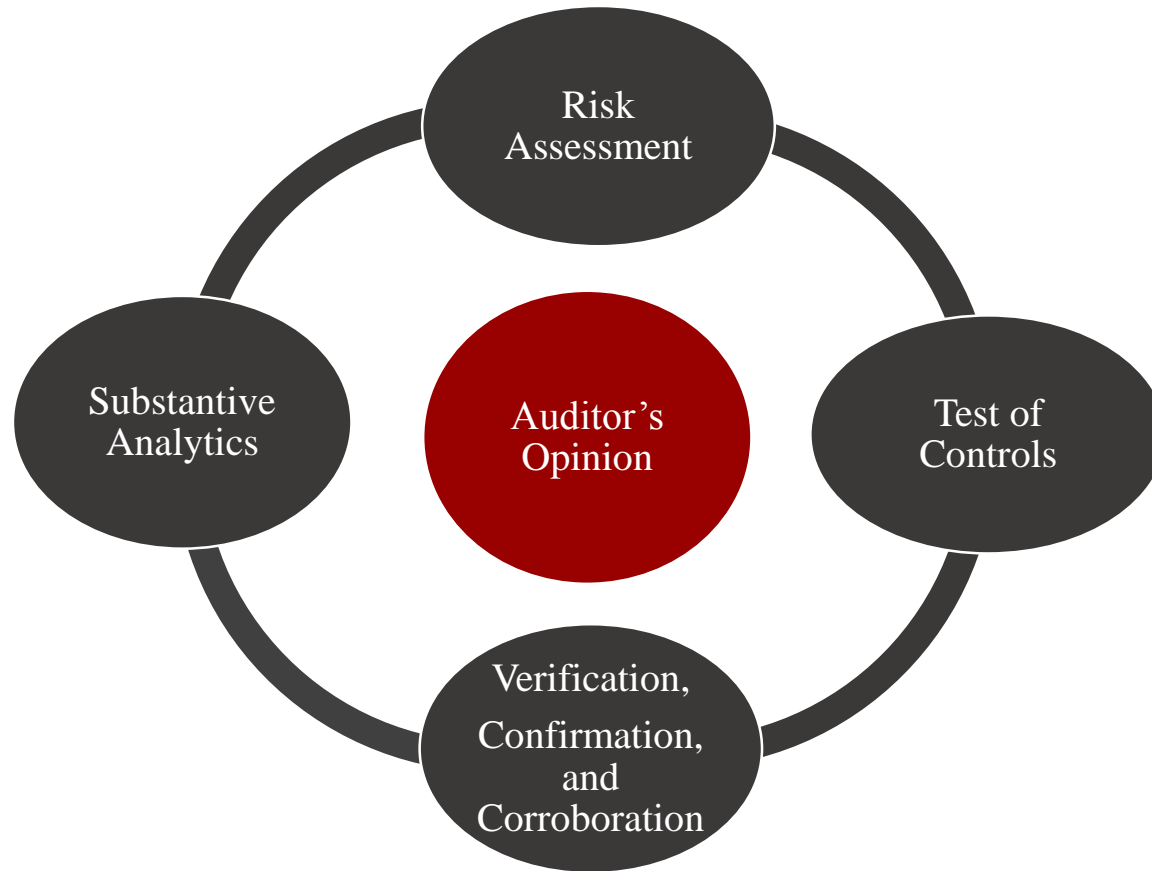 Risk
Assessment
Substantive
Analytics
Auditor’s
Opinion
Test of
Controls
Verification,
Confirmation,
and
Corroboration